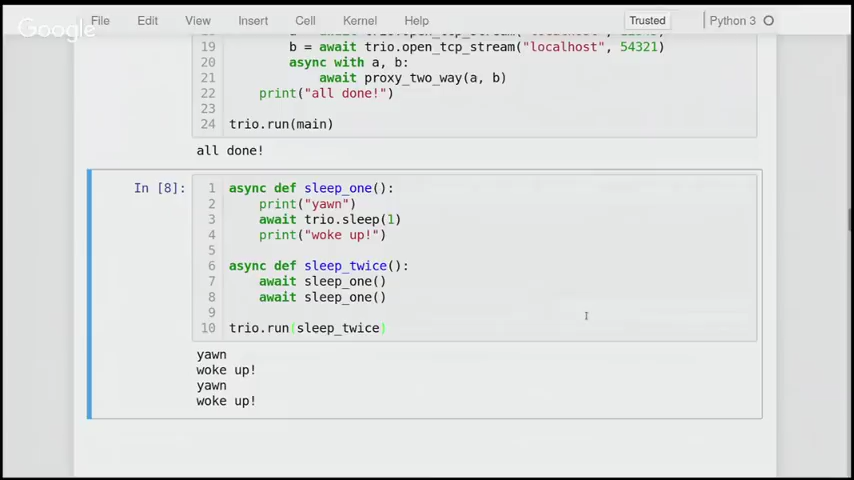 Google
File Edit View Insert Cell Kernel Help Trusted Python 3
19 b = await trio.open_tcp_stream("localhost", 54321)
20 async with a, b:
21 await proxy_two_way(a, b)
22 print("all done!")
23
24 trio.run(main)
all done!
In [8]:
1 async def sleep_one():
2 print("yawn")
3 await trio.sleep(1)
4 print("woke up!")
5
6 async def sleep_twice():
7 await sleep_one()
8 await sleep_one()
9
10 trio.run(sleep_twice)
yawn
woke up!
yawn
woke up!